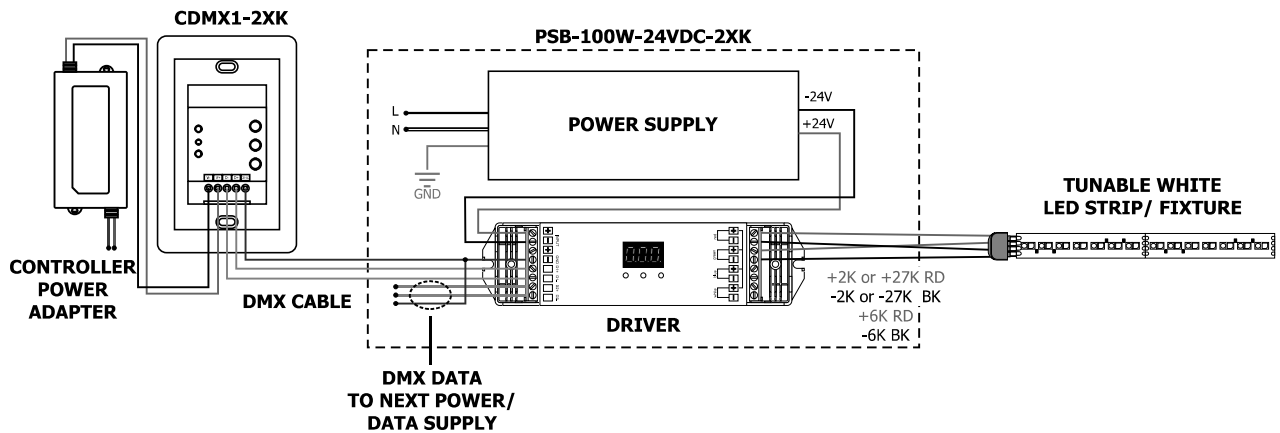 CDMX1-2XK
PSB-100W-24VDC-2XK
L
N
GND
POWER SUPPLY
-24V
+24V
TUNABLE WHITE
LED STRIP/ FIXTURE
CONTROLLER
POWER
ADAPTER
DMX CABLE
DRIVER
+2K or +27K RD
-2K or -27K BK
+6K RD
-6K BK
DMX DATA
TO NEXT POWER/
DATA SUPPLY